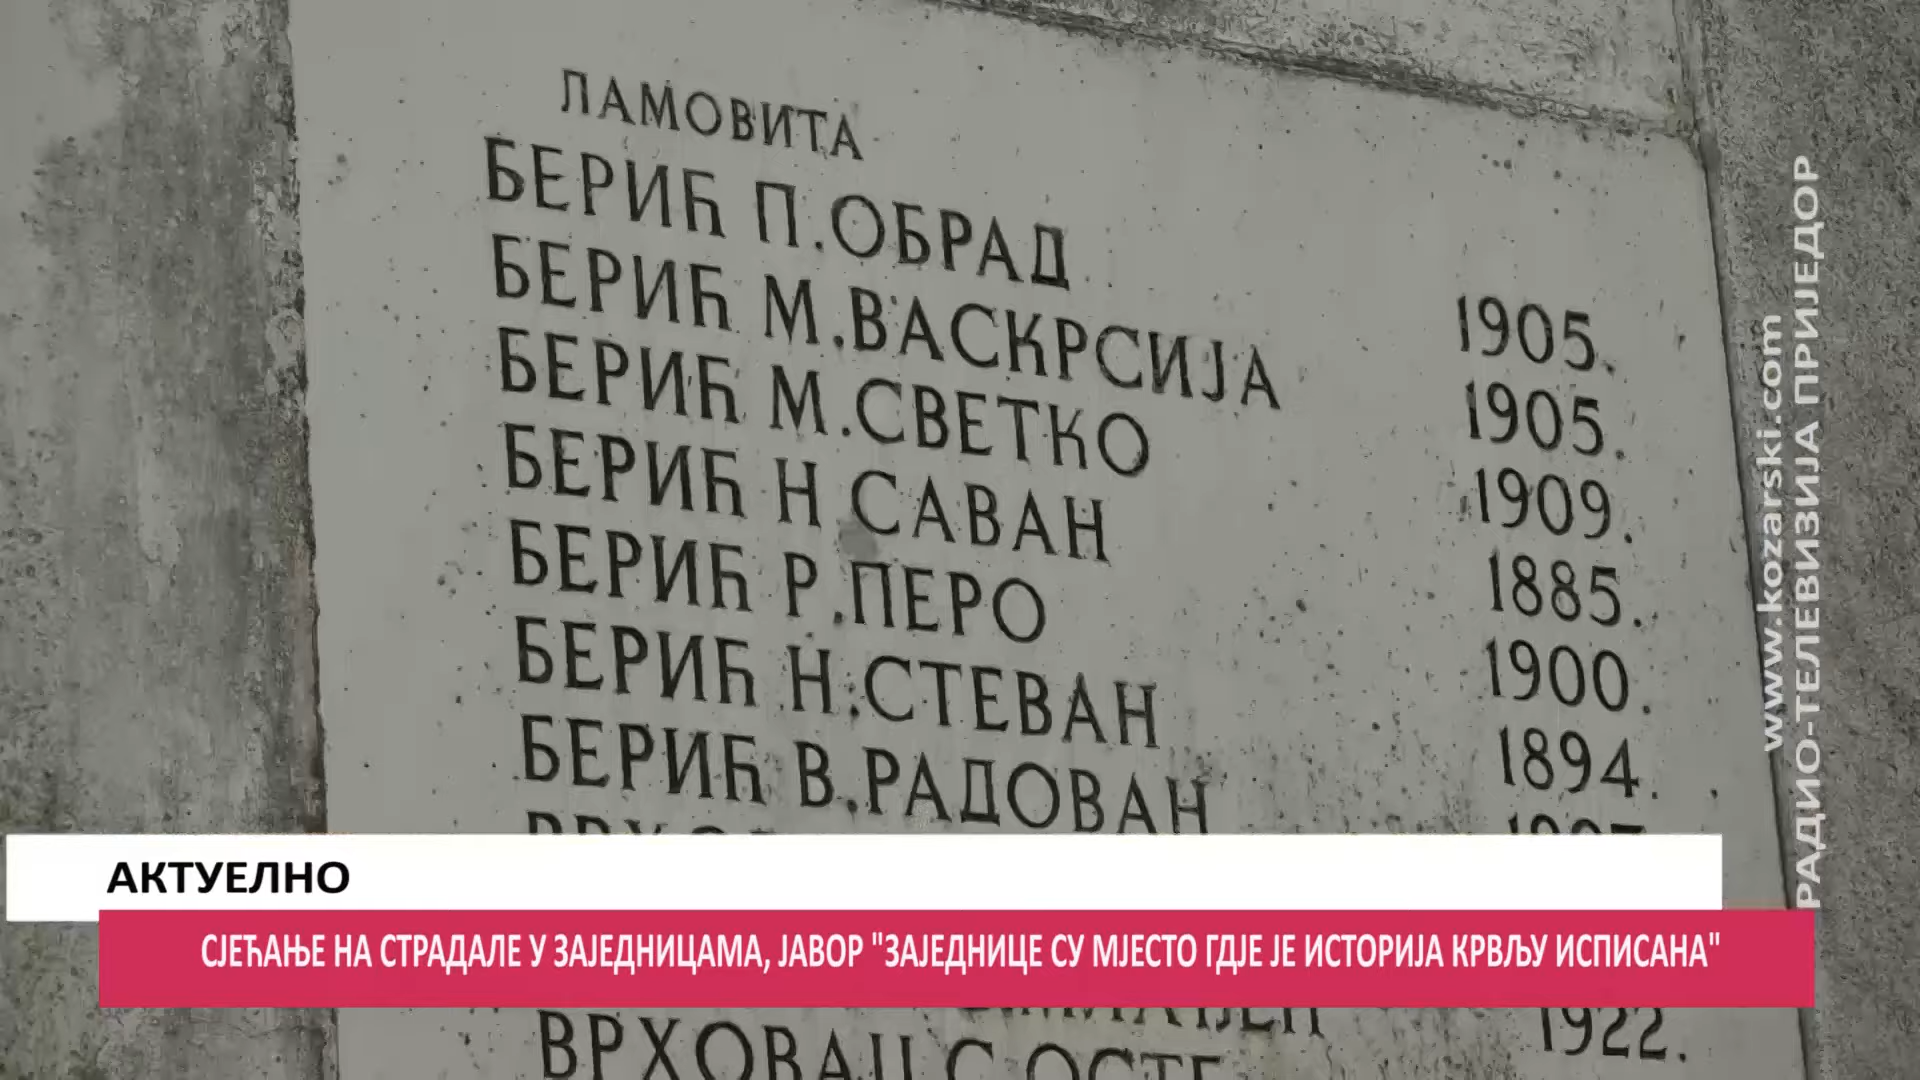 ЛАМОВИТА
БЕРИЋ П.ОБРАД 1905.
БЕРИЋ М.ВАСКРСИЈА 1905.
БЕРИЋ М.СВЕТКО 1909.
БЕРИЋ Н САВАН 1885.
БЕРИЋ Р.ПЕРО 1900.
БЕРИЋ Н.СТЕВАН 1894.
БЕРИЋ В.РАДОВАН
АКТУЕЛНО
СЈЕЋАЊЕ НА СТРАДАЛЕ У ЗАЈЕДНИЦАМА, ЈАВОР "ЗАЈЕДНИЦЕ СУ МЈЕСТО ГДЈЕ ЈЕ ИСТОРИЈА КРВЉУ ИСПИСАНА"
1922.
www.kozarski.com
РАДИО-ТЕЛЕВИЗИЈА ПРИЈЕДОР